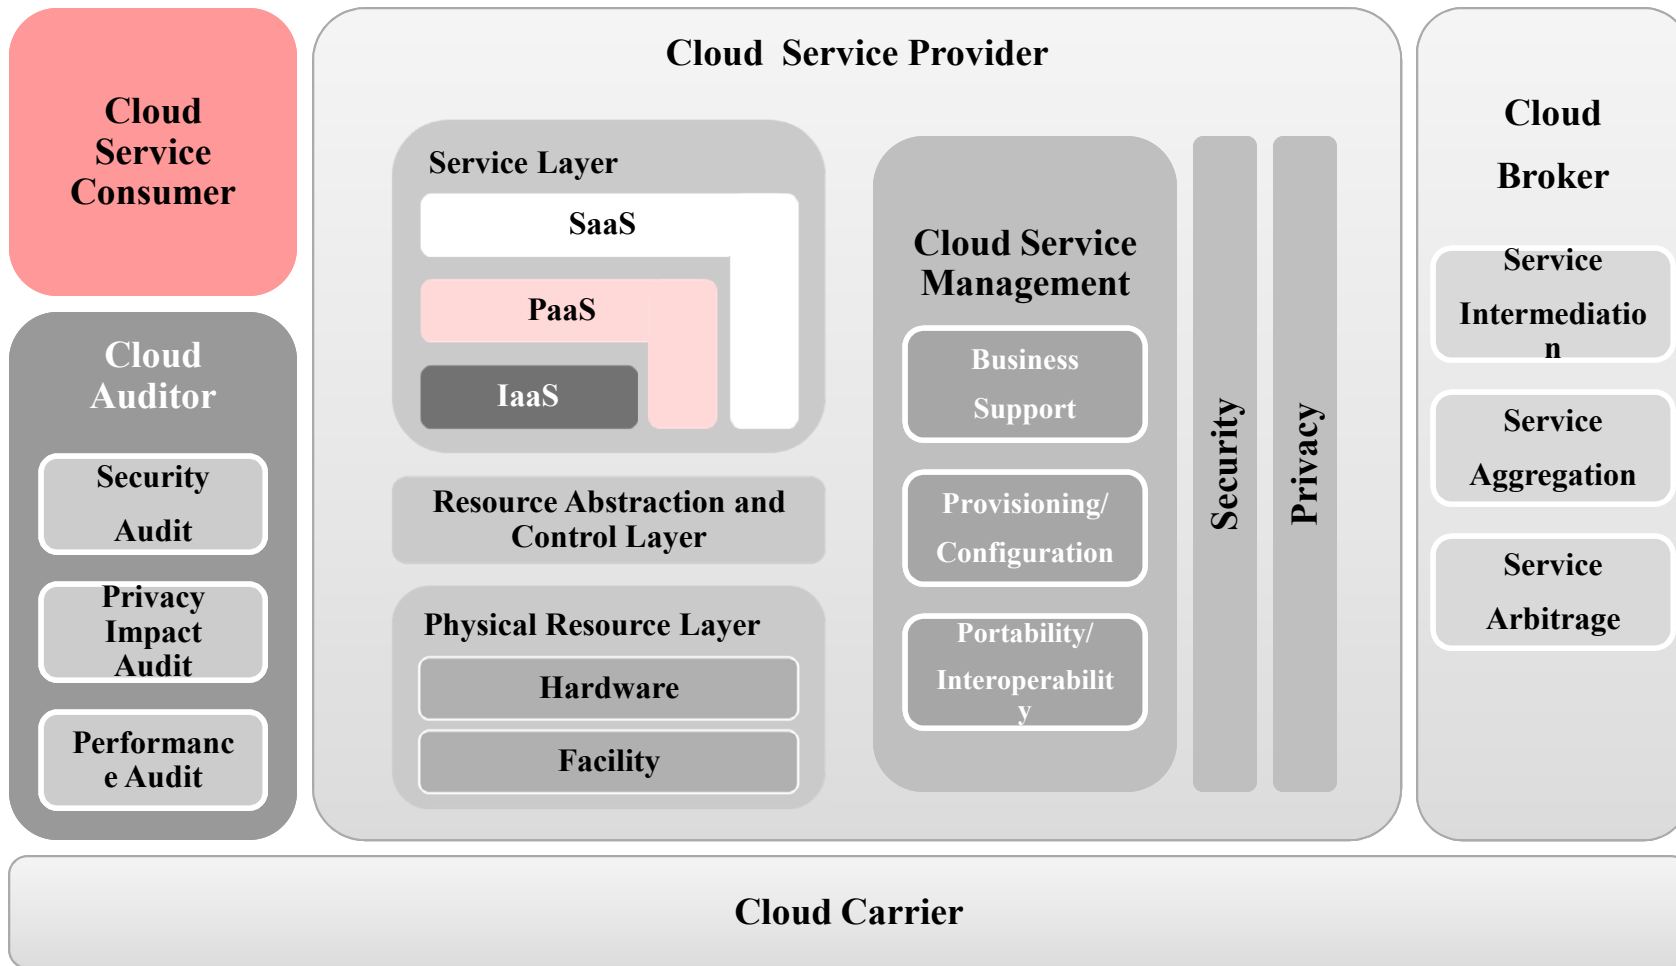 Cloud
Service
Consumer
Cloud
Auditor
Security
Audit
Privacy
Impact
Audit
Performanc
e Audit
Cloud  Service Provider
Service Layer
SaaS
PaaS
IaaS
Resource Abstraction and
Control Layer
Physical Resource Layer
Hardware
Facility
Cloud Service
Management
Business
Support
Provisioning/
Configuration
Portability/
Interoperabilit
y
Security
Privacy
Cloud
Broker
Service
Intermediatio
n
Service
Aggregation
Service
Arbitrage
Cloud Carrier